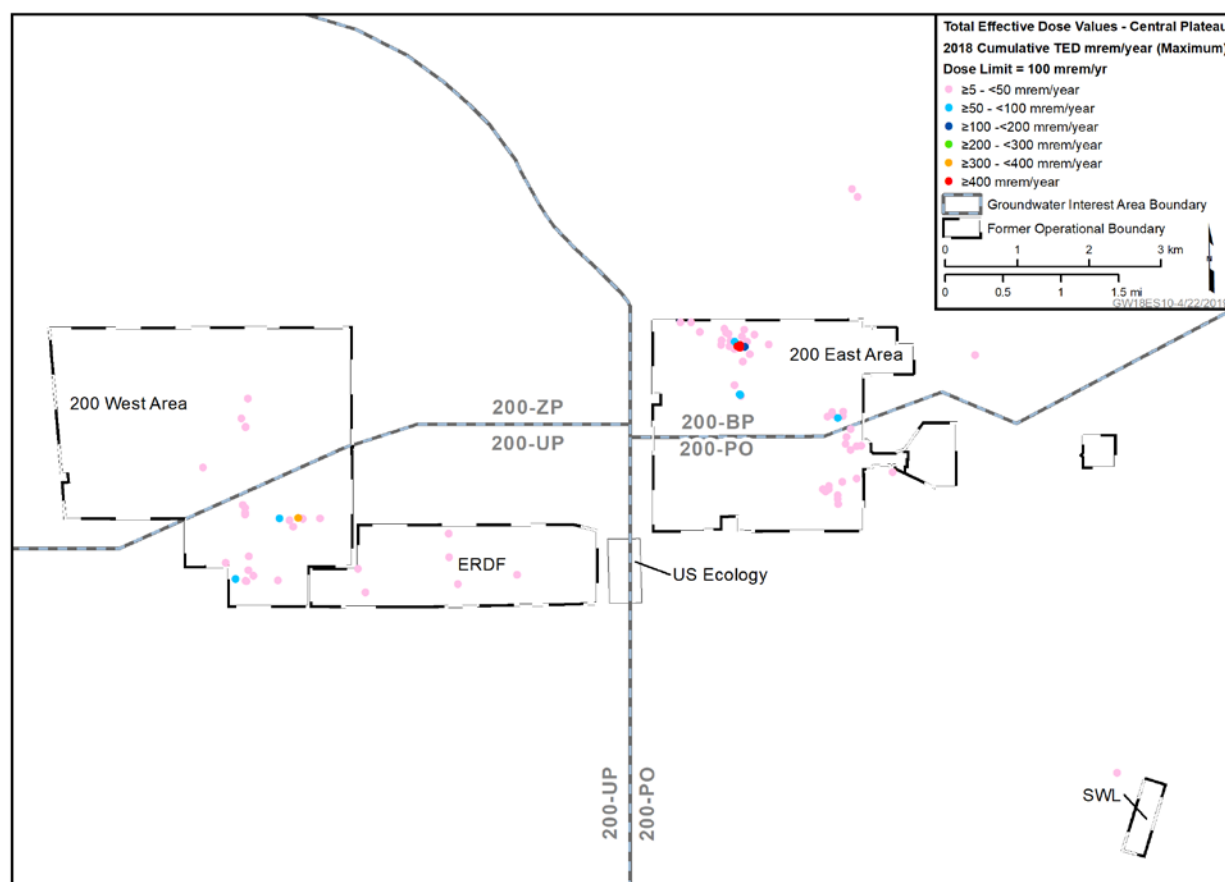 Total Effective Dose Values - Central Plateau
2018 Cumulative TED mrem/year (Maximum)
Dose Limit = 100 mrem/yr
≥5 - <50 mrem/year
≥50 - <100 mrem/year
≥100 -<200 mrem/year
≥200 - <300 mrem/year
≥300 - <400 mrem/year
≥400 mrem/year
Groundwater Interest Area Boundary
Former Operational Boundary
0 1 2 3 km
0 0.5 1 1.5 mi
N
GW18ES10-4/22/2019
200 East Area
200 West Area
200-ZP
200-UP
200-BP
200-PO
ERDF
US Ecology
200-UP
200-PO
SWL